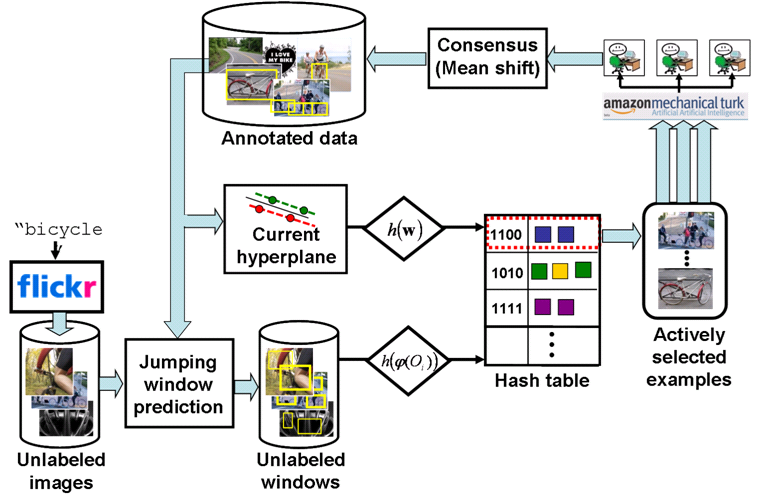 I LOVE
MY BIKE
Annotated data
Consensus
(Mean shift)
amazonmechanical turk
Artificial Artificial Intelligence
“bicycle
flickr
Unlabeled
images
Jumping
window
prediction
Current
hyperplane
h(w)
Unlabeled
windows
h(φ(Oᵢ))
1100
1010
1111
Hash table
Actively
selected
examples